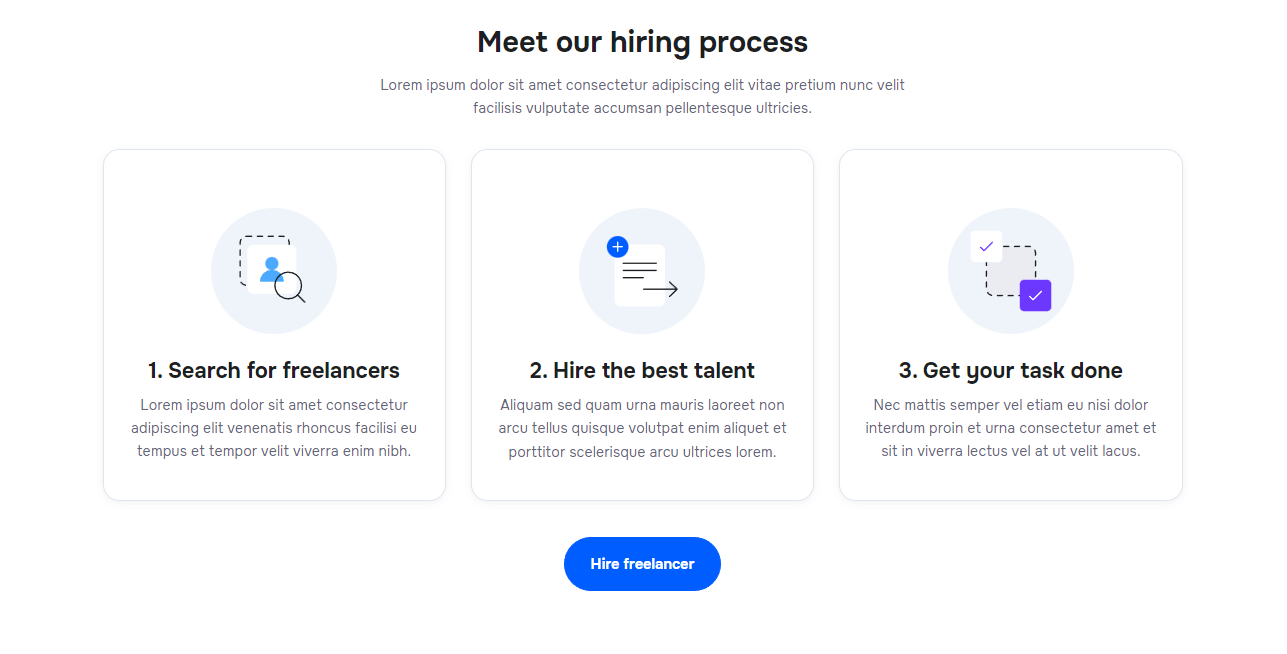 Meet our hiring process
Lorem ipsum dolor sit amet consectetur adipiscing elit vitae pretium nunc velit
facilisis vulputate accumsan pellentesque ultricies.
1. Search for freelancers
Lorem ipsum dolor sit amet consectetur
adipiscing elit venenatis rhoncus facilisi eu
tempus et tempor velit viverra enim nibh.
2. Hire the best talent
Aliquam sed quam urna mauris laoreet non
arcu tellus quisque volutpat enim aliquet et
porttitor scelerisque arcu ultrices lorem.
3. Get your task done
Nec mattis semper vel etiam eu nisi dolor
interdum proin et urna consectetur amet et
sit in viverra lectus vel at ut velit lacus.
Hire freelancer